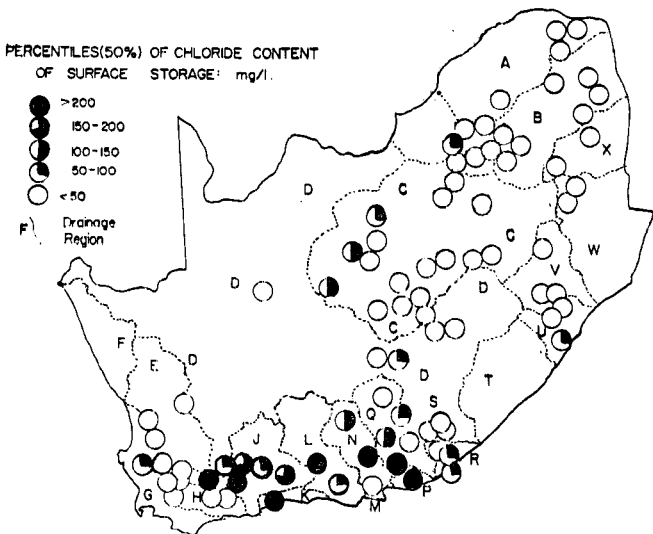 PERCENTILES(50%) OF CHLORIDE CONTENT
OF SURFACE STORAGE: mg/l.
>200
150-200
100-150
50-100
<50
F Drainage
Region
A
B
X
D
C
C
W
D
V
D
C
U
F
E
D
D
T
Q
S
J
L
N
R
G
H
K
M
P